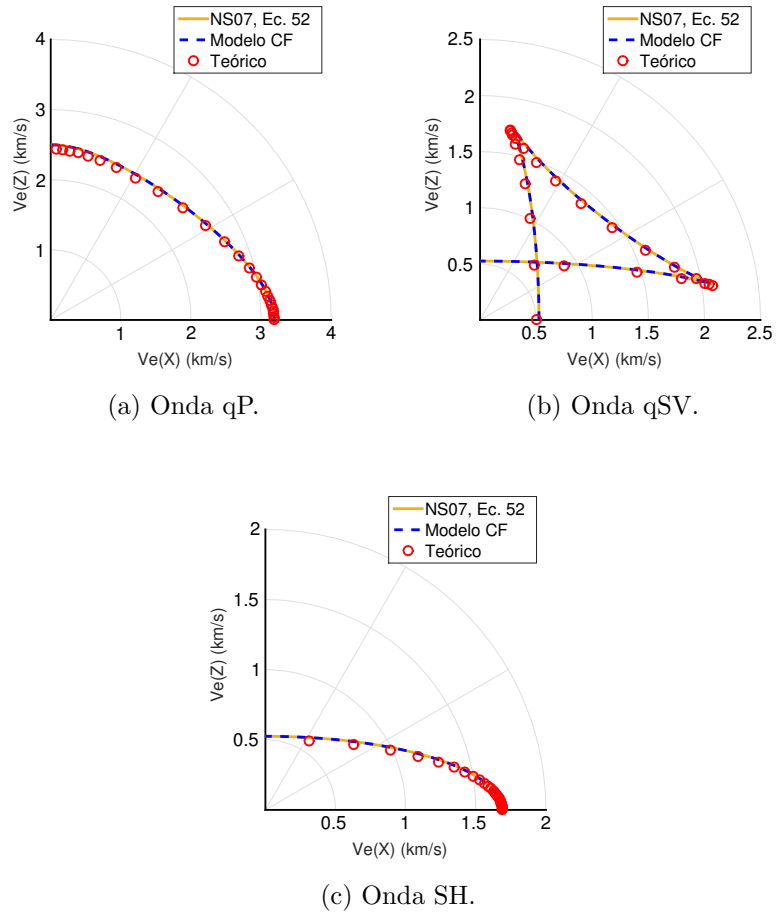 NS07, Ec. 52
Modelo CF
Teórico
4
3
2
1
Ve(Z) (km/s)
1 2 3 4
Ve(X) (km/s)
(a) Onda qP.
NS07, Ec. 52
Modelo CF
Teórico
2.5
2
1.5
1
0.5
Ve(Z) (km/s)
0.5 1 1.5 2 2.5
Ve(X) (km/s)
(b) Onda qSV.
NS07, Ec. 52
Modelo CF
Teórico
2
1.5
1
0.5
Ve(Z) (km/s)
0.5 1 1.5 2
Ve(X) (km/s)
(c) Onda SH.